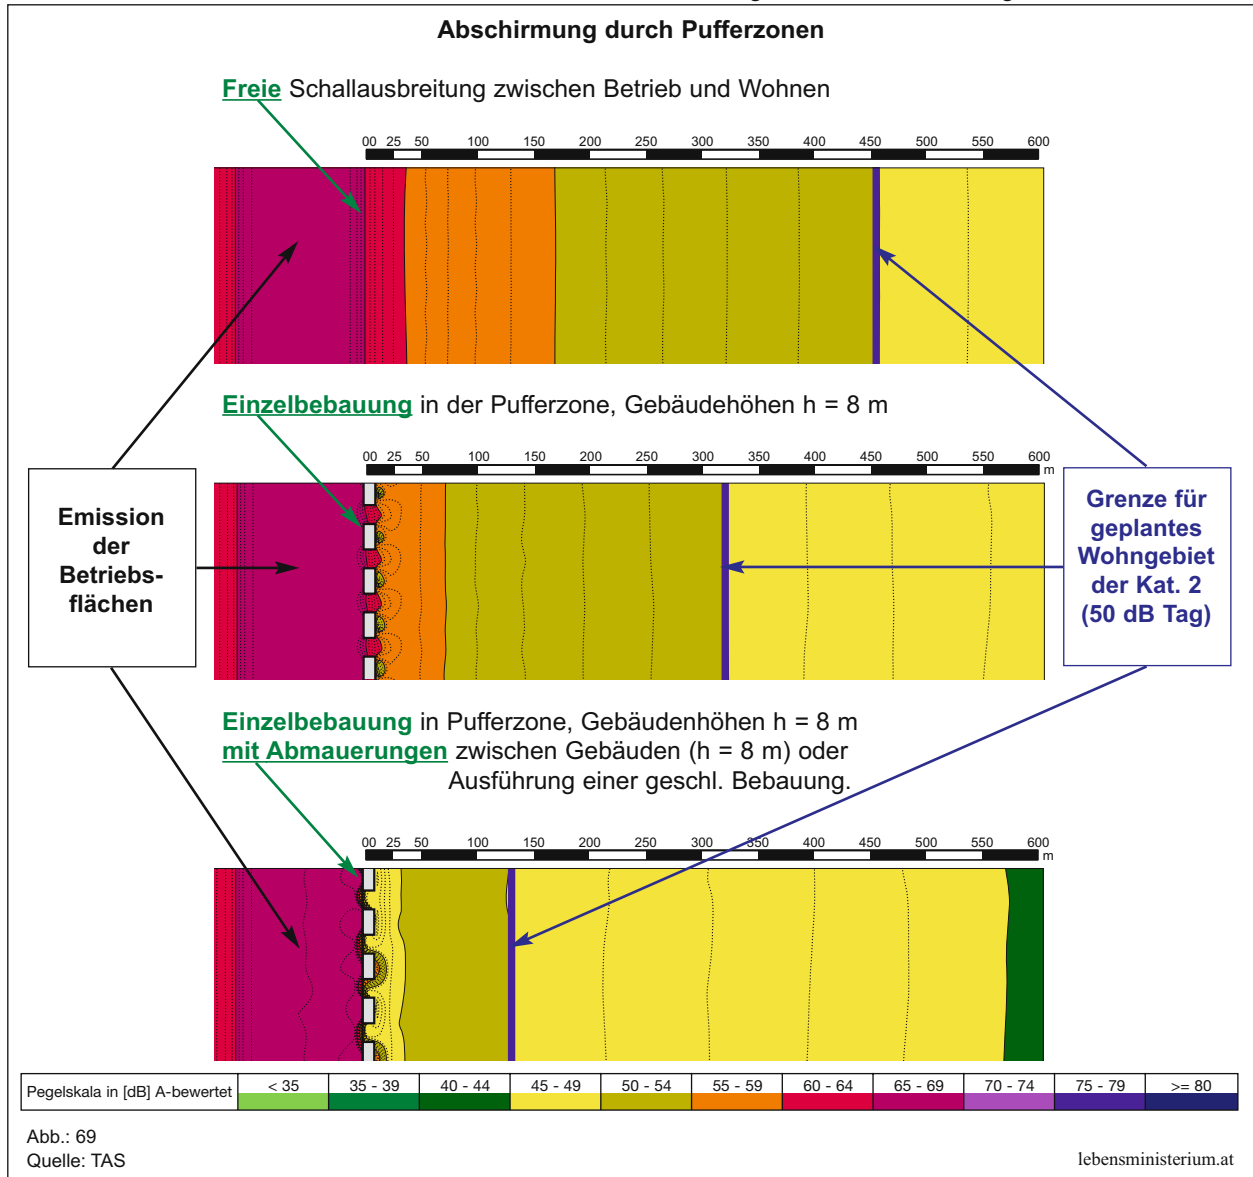 Abschirmung durch Pufferzonen
Freie Schallausbreitung zwischen Betrieb und Wohnen
00 25 50 100 150 200 250 300 350 400 450 500 550 600
Einzelbebauung in der Pufferzone, Gebäudehöhen h = 8 m
00 25 50 100 150 200 250 300 350 400 450 500 550 600
m
Emission
der
Betriebs-
flächen
Grenze für
geplantes
Wohngebiet
der Kat. 2
(50 dB Tag)
Einzelbebauung in Pufferzone, Gebäudenhöhen h = 8 m
mit Abmauerungen zwischen Gebäuden (h = 8 m) oder
Ausführung einer geschl. Bebauung.
00 25 50 100 150 200 250 300 350 400 450 500 550 600
m
Pegelskala in [dB] A-bewertet < 35 35 - 39 40 - 44 45 - 49 50 - 54 55 - 59 60 - 64 65 - 69 70 - 74 75 - 79 >= 80
Abb.: 69
Quelle: TAS
lebensministerium.at